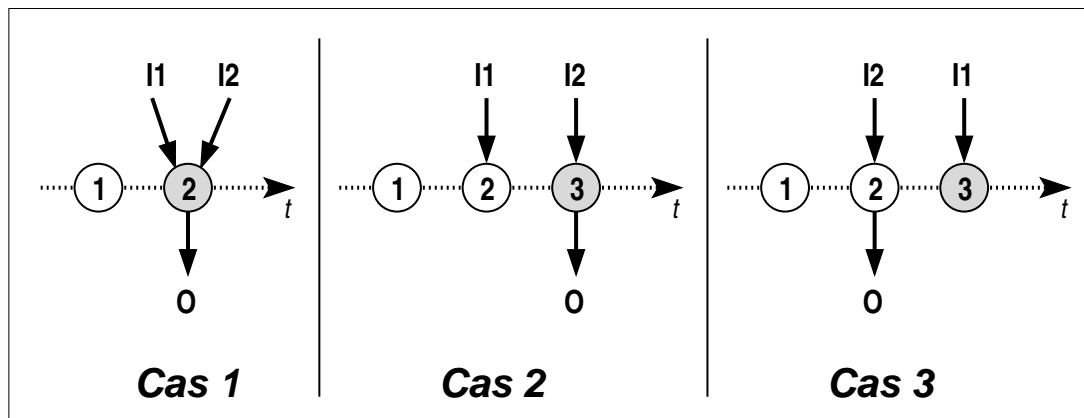 I1 I2
1 2 t
O
Cas 1
I1 I2
1 2 3 t
O
Cas 2
I2 I1
1 2 3 t
O
Cas 3